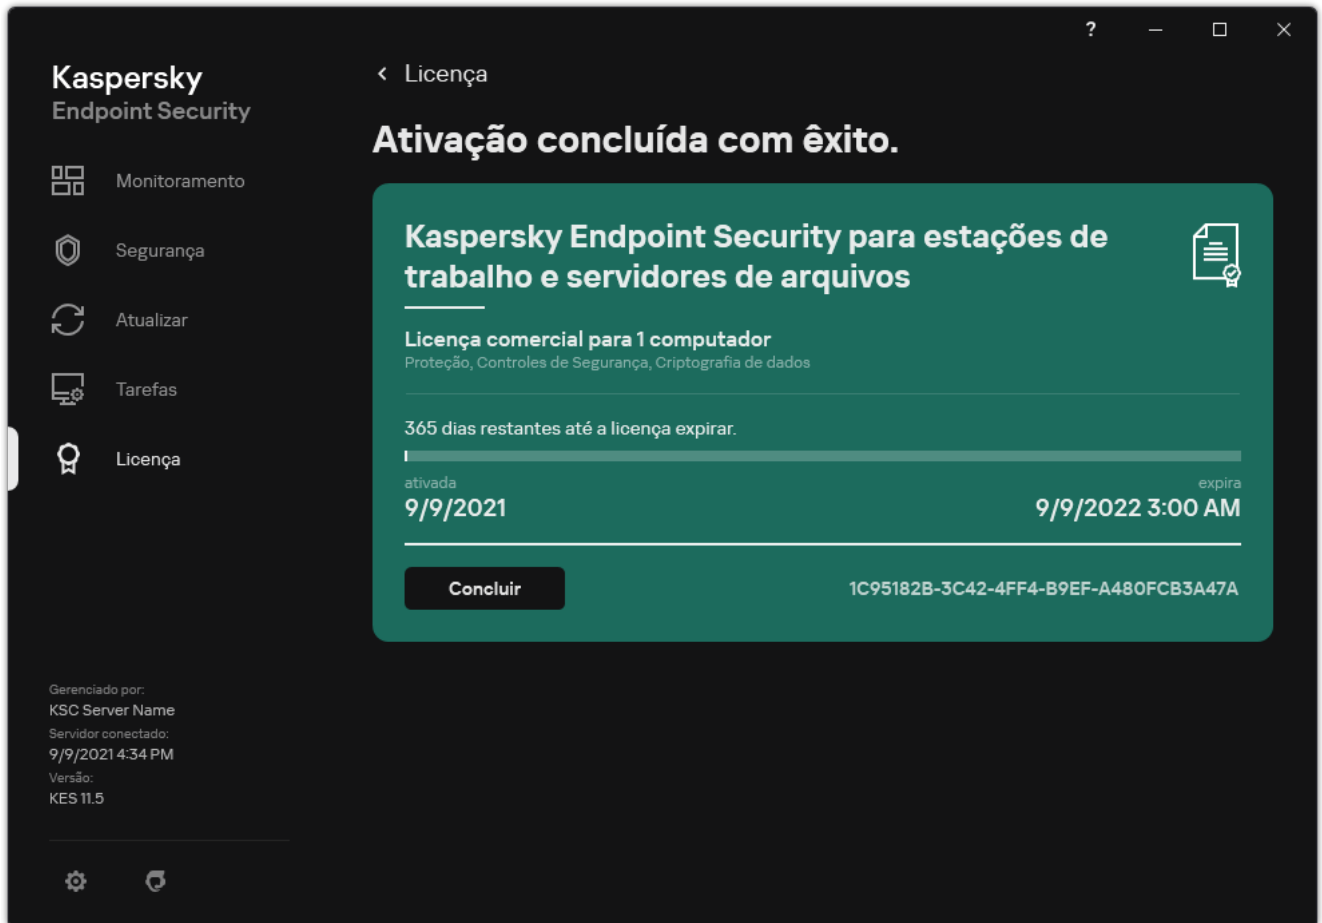 ?
Kaspersky
Endpoint Security
Monitoramento
Segurança
Atualizar
Tarefas
Licença
Gerenciado por:
KSC Server Name
Servidor conectado:
9/9/2021 4:34 PM
Versão:
KES 11.5
Licença
Ativação concluída com êxito.
Kaspersky Endpoint Security para estações de
trabalho e servidores de arquivos
Licença comercial para 1 computador
Proteção, Controles de Segurança, Criptografia de dados
365 dias restantes até a licença expirar.
ativada expira
9/9/2021 9/9/2022 3:00 AM
Concluir 1C95182B-3C42-4FF4-B9EF-A480FCB3A47A